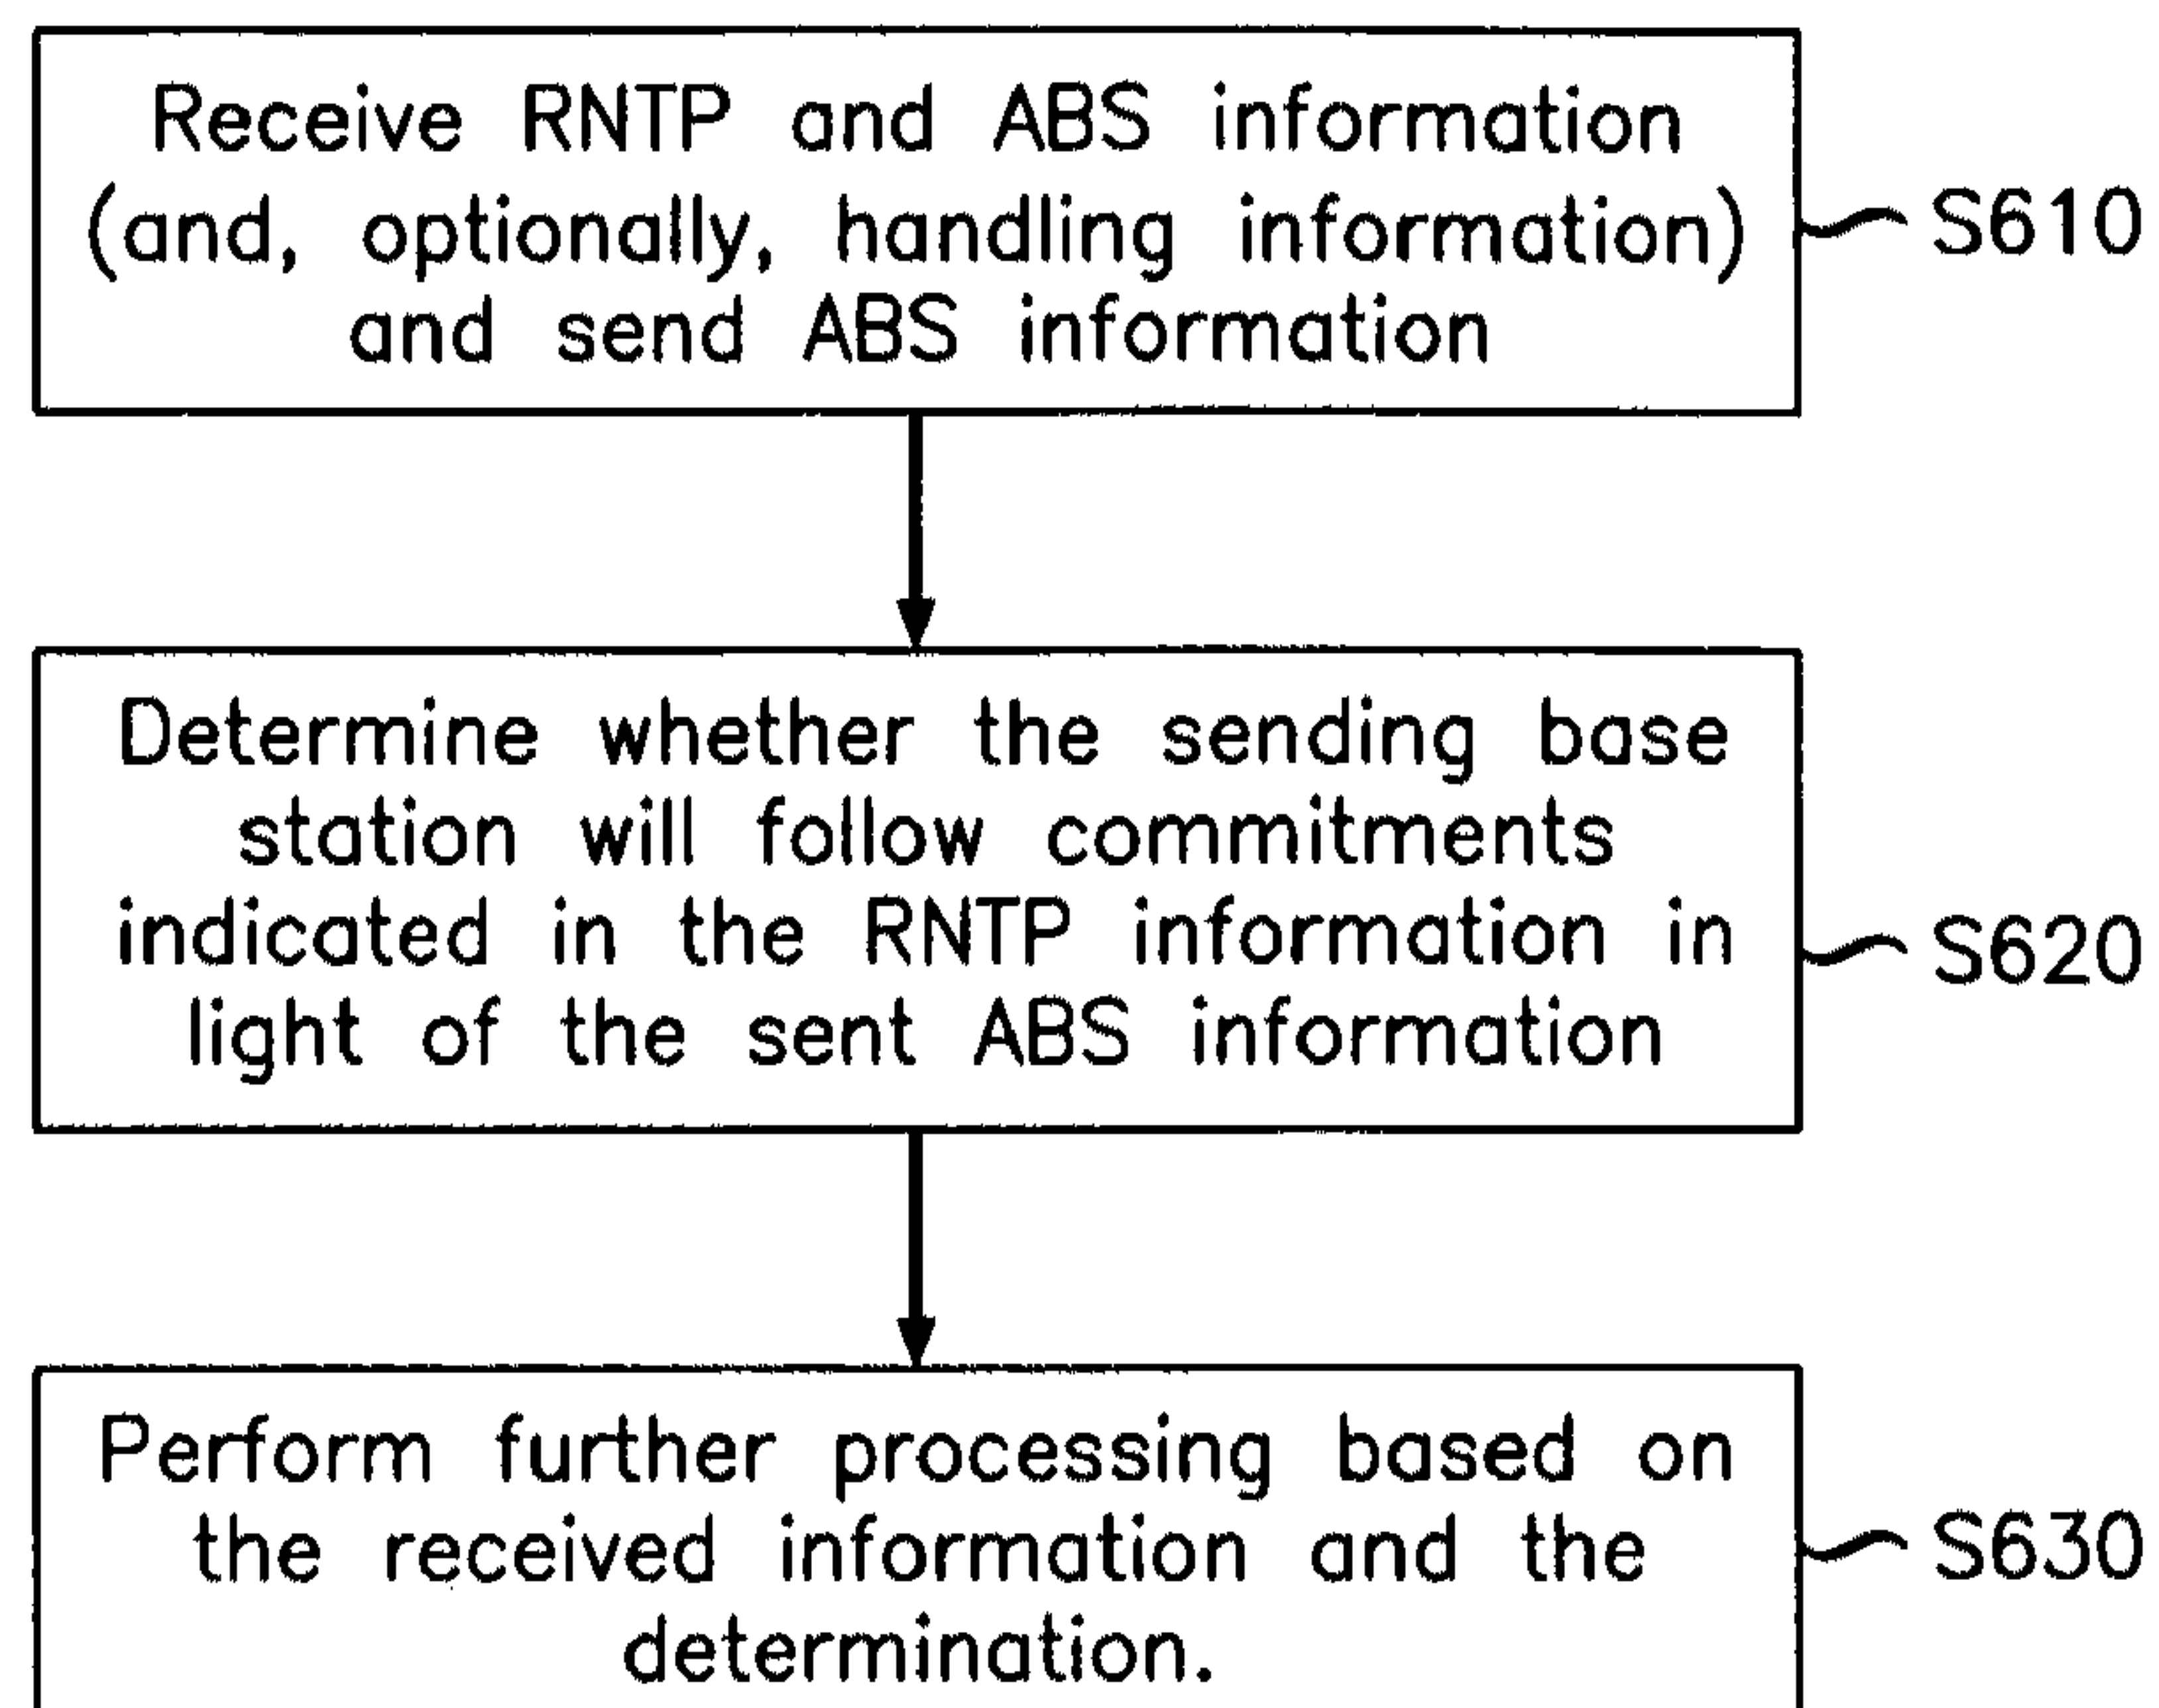 Receive RNTP and ABS information
(and, optionally, handling information)
and send ABS information
S610
Determine whether the sending base
station will follow commitments
indicated in the RNTP information in
light of the sent ABS information
S620
Perform further processing based on
the received information and the
determination.
S630